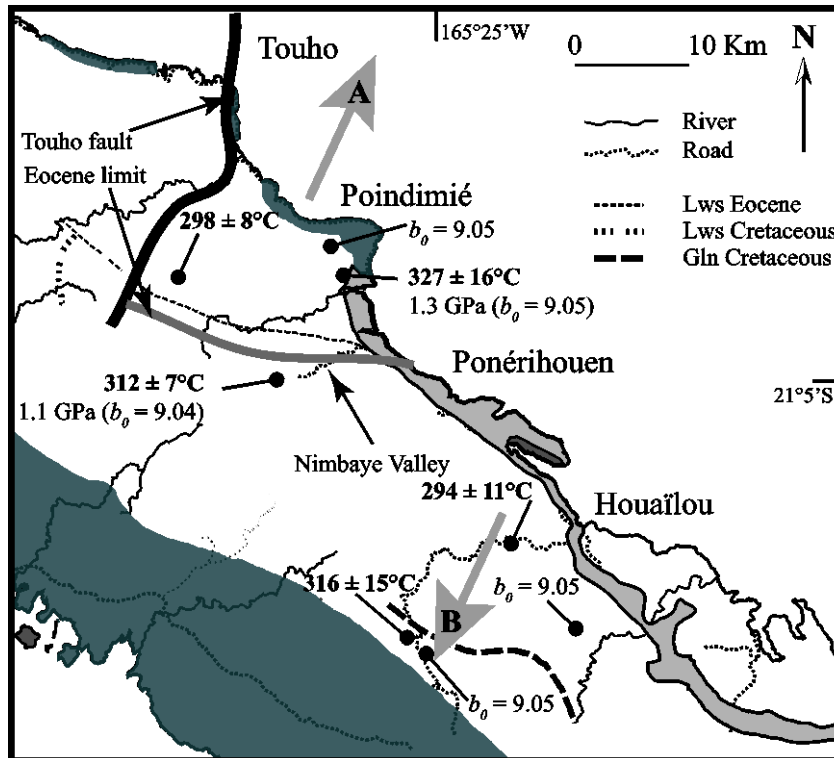 Touho
165°25'W
0
10 Km
N
A
River
Road
Touho fault
Eocene limit
Poindimié
Lws Eocene
Lws Cretaceous
Gln Cretaceous
298 ± 8°C
b₀ = 9.05
327 ± 16°C
1.3 GPa (b₀ = 9.05)
Ponérihouen
312 ± 7°C
1.1 GPa (b₀ = 9.04)
21°5'S
Nimbaye Valley
294 ± 11°C
Houaïlou
316 ± 15°C
b₀ = 9.05
B
b₀ = 9.05